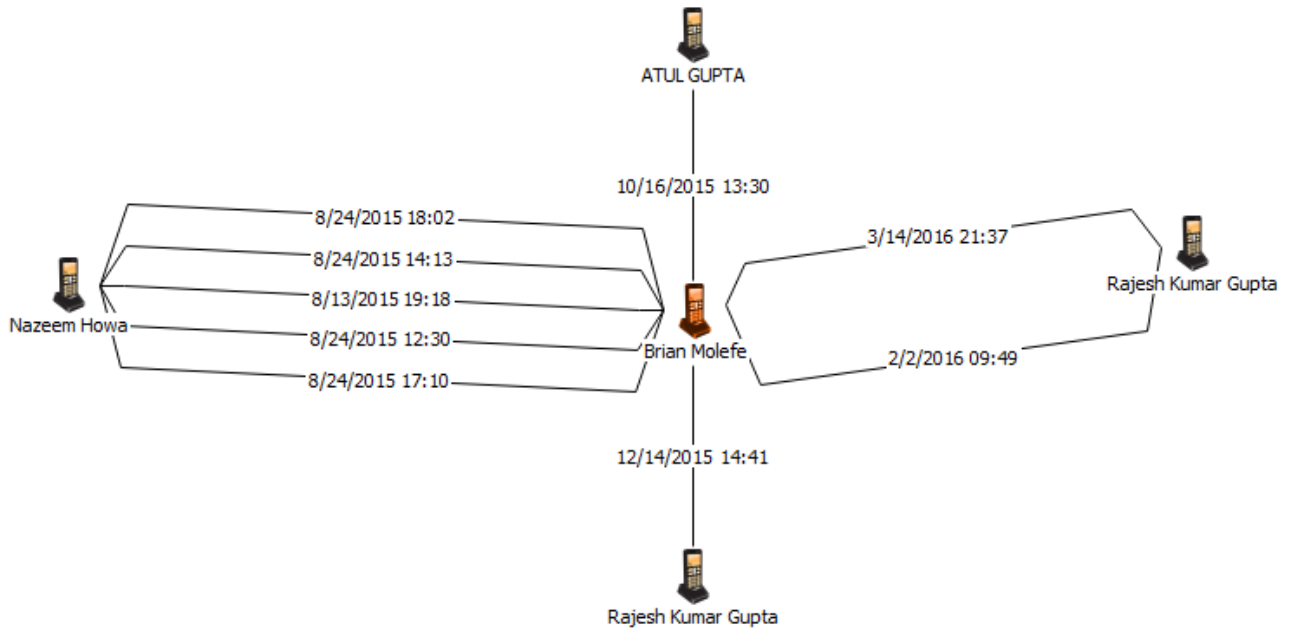 ATUL GUPTA
10/16/2015 13:30
8/24/2015 18:02
3/14/2016 21:37
8/24/2015 14:13
Rajesh Kumar Gupta
8/13/2015 19:18
Nazeem Howa
8/24/2015 12:30
Brian Molefe
2/2/2016 09:49
8/24/2015 17:10
12/14/2015 14:41
Rajesh Kumar Gupta